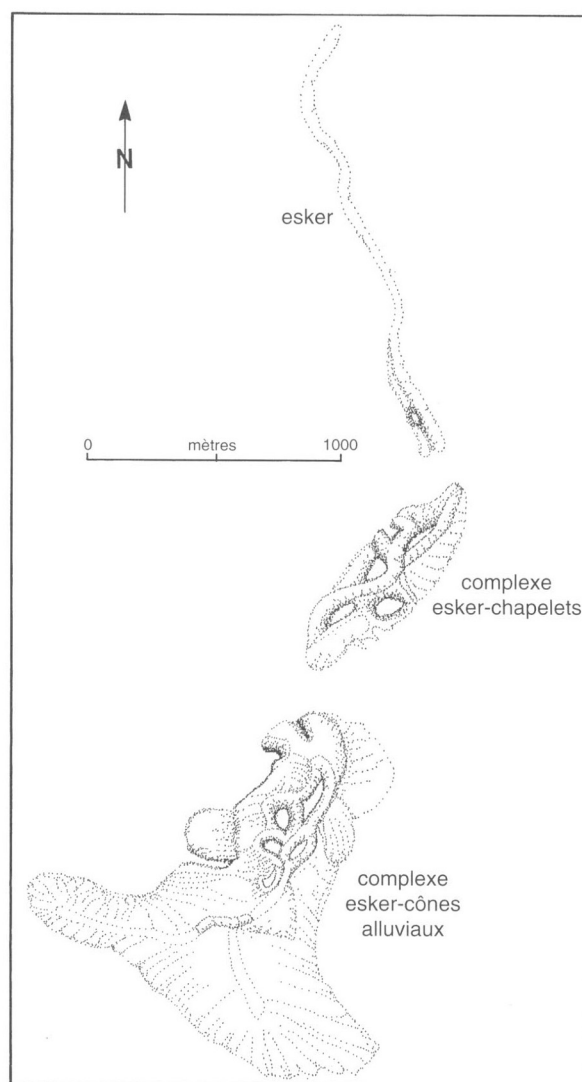 N
esker
0 mètres 1000
complexe
esker-chapelets
complexe
esker-cônes
alluviaux